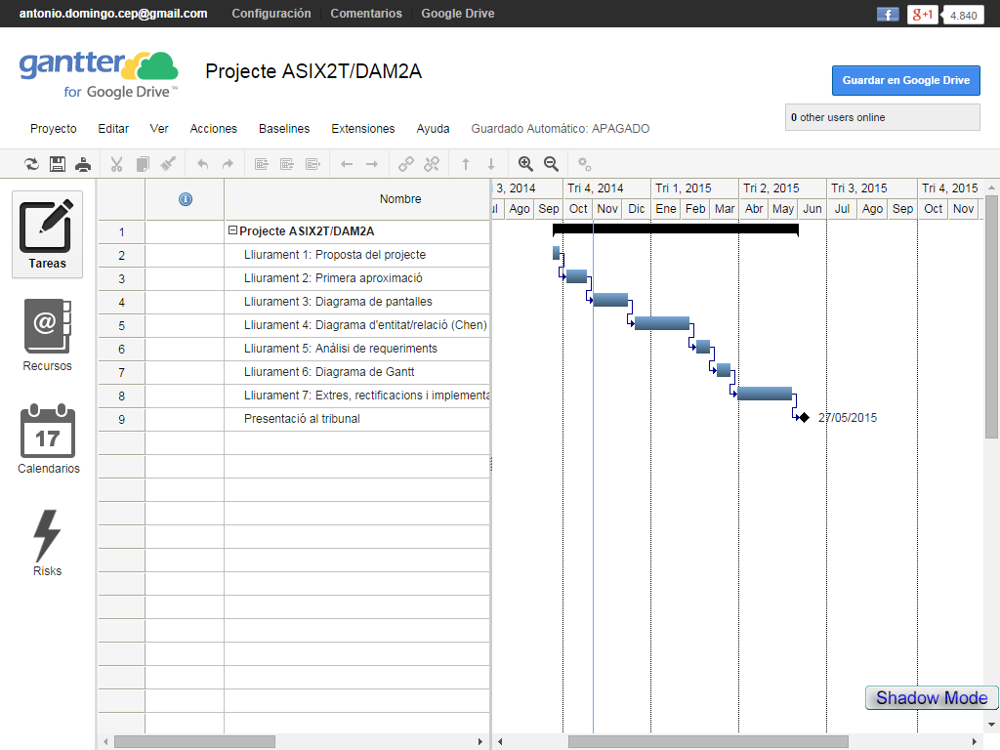 antonio.domingo.cep@gmail.com Configuración Comentarios Google Drive
g+1 4.840
gantter
for Google Drive™
Projecte ASIX2T/DAM2A
Guardar en Google Drive
0 other users online
Proyecto Editar Ver Acciones Baselines Extensiones Ayuda Guardado Automático: APAGADO
Nombre
3, 2014 Tri 4, 2014 Tri 1, 2015 Tri 2, 2015 Tri 3, 2015 Tri 4, 2015
Ago Sep Oct Nov Dic Ene Feb Mar Abr May Jun Jul Ago Sep Oct Nov
Tareas
@
Recursos
17
Calendarios
Risks
1 Projecte ASIX2T/DAM2A
2 Lliurament 1: Proposta del projecte
3 Lliurament 2: Primera aproximació
4 Lliurament 3: Diagrama de pantalles
5 Lliurament 4: Diagrama d'entitat/relació (Chen)
6 Lliurament 5: Anàlisi de requeriments
7 Lliurament 6: Diagrama de Gantt
8 Lliurament 7: Extres, rectificacions i implementa
9 Presentació al tribunal
27/05/2015
Shadow Mode